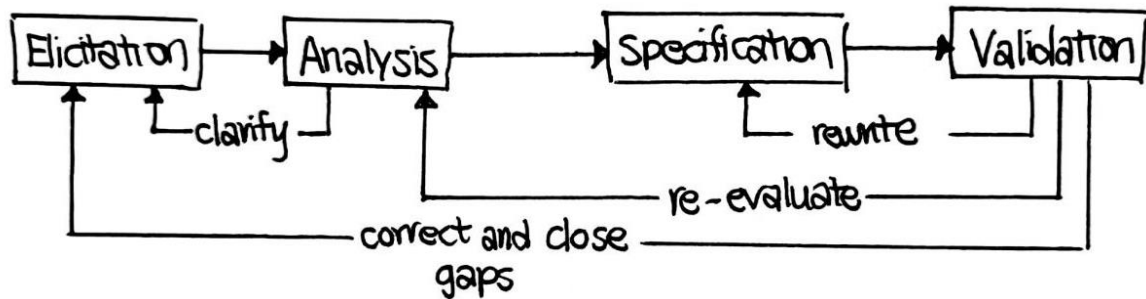 Elicitation
Analysis
Specification
Validation
clarify
rewrite
re-evaluate
correct and close
gaps